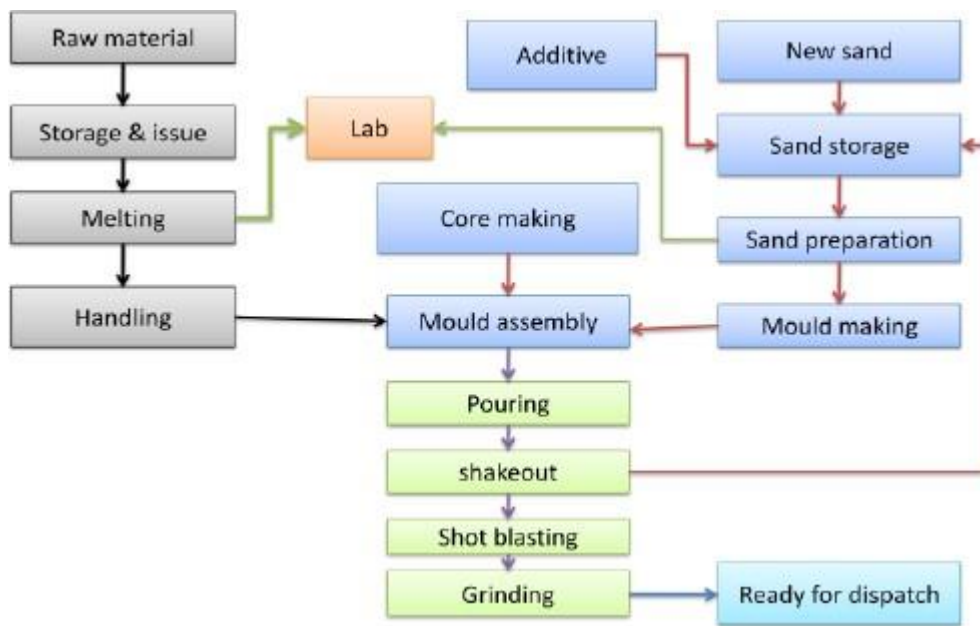 Raw material
Additive
New sand
Storage & issue
Lab
Sand storage
Melting
Core making
Sand preparation
Handling
Mould assembly
Mould making
Pouring
shakeout
Shot blasting
Grinding
Ready for dispatch